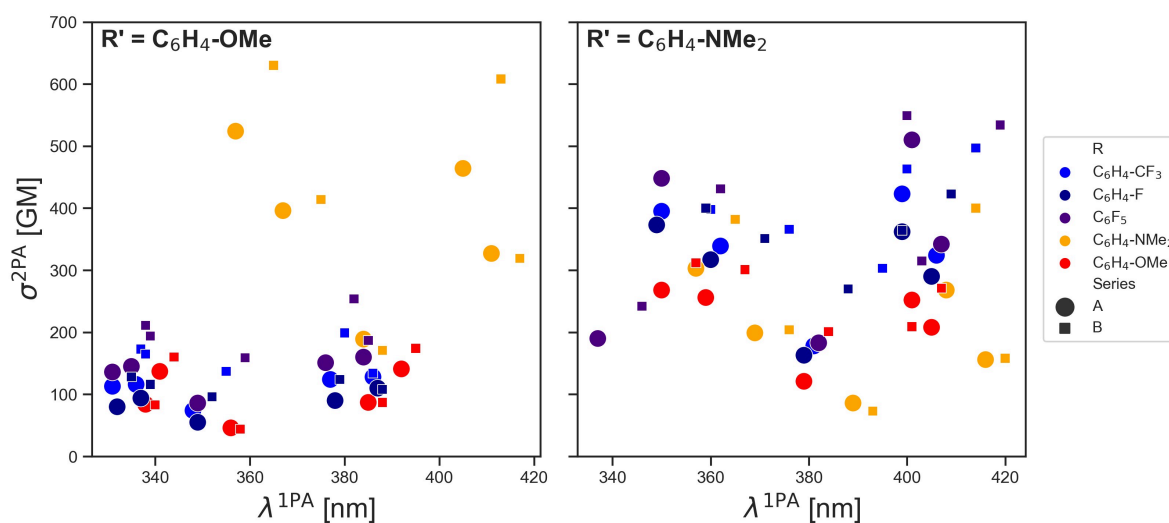 R' = C₆H₄-OMe
R' = C₆H₄-NMe₂
700
600
500
400
300
200
100
0
σ²ᴾᴬ [GM]
340
360
380
400
420
λ¹ᴾᴬ [nm]
340
360
380
400
420
λ¹ᴾᴬ [nm]
R
C₆H₄-CF₃
C₆H₄-F
C₆F₅
C₆H₄-NMe₂
C₆H₄-OMe
Series
A
B